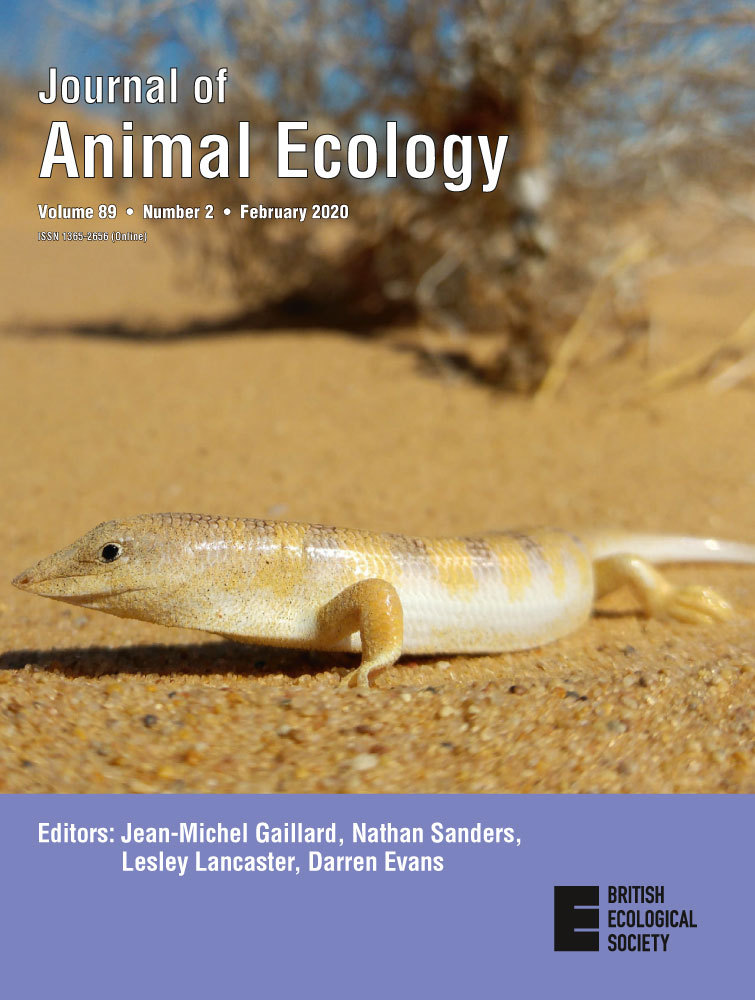 Journal of
Animal Ecology
Volume 89 • Number 2 • February 2020
ISSN 1365-2656 (Online)
Editors: Jean-Michel Gaillard, Nathan Sanders,
Lesley Lancaster, Darren Evans
BRITISH
ECOLOGICAL
SOCIETY